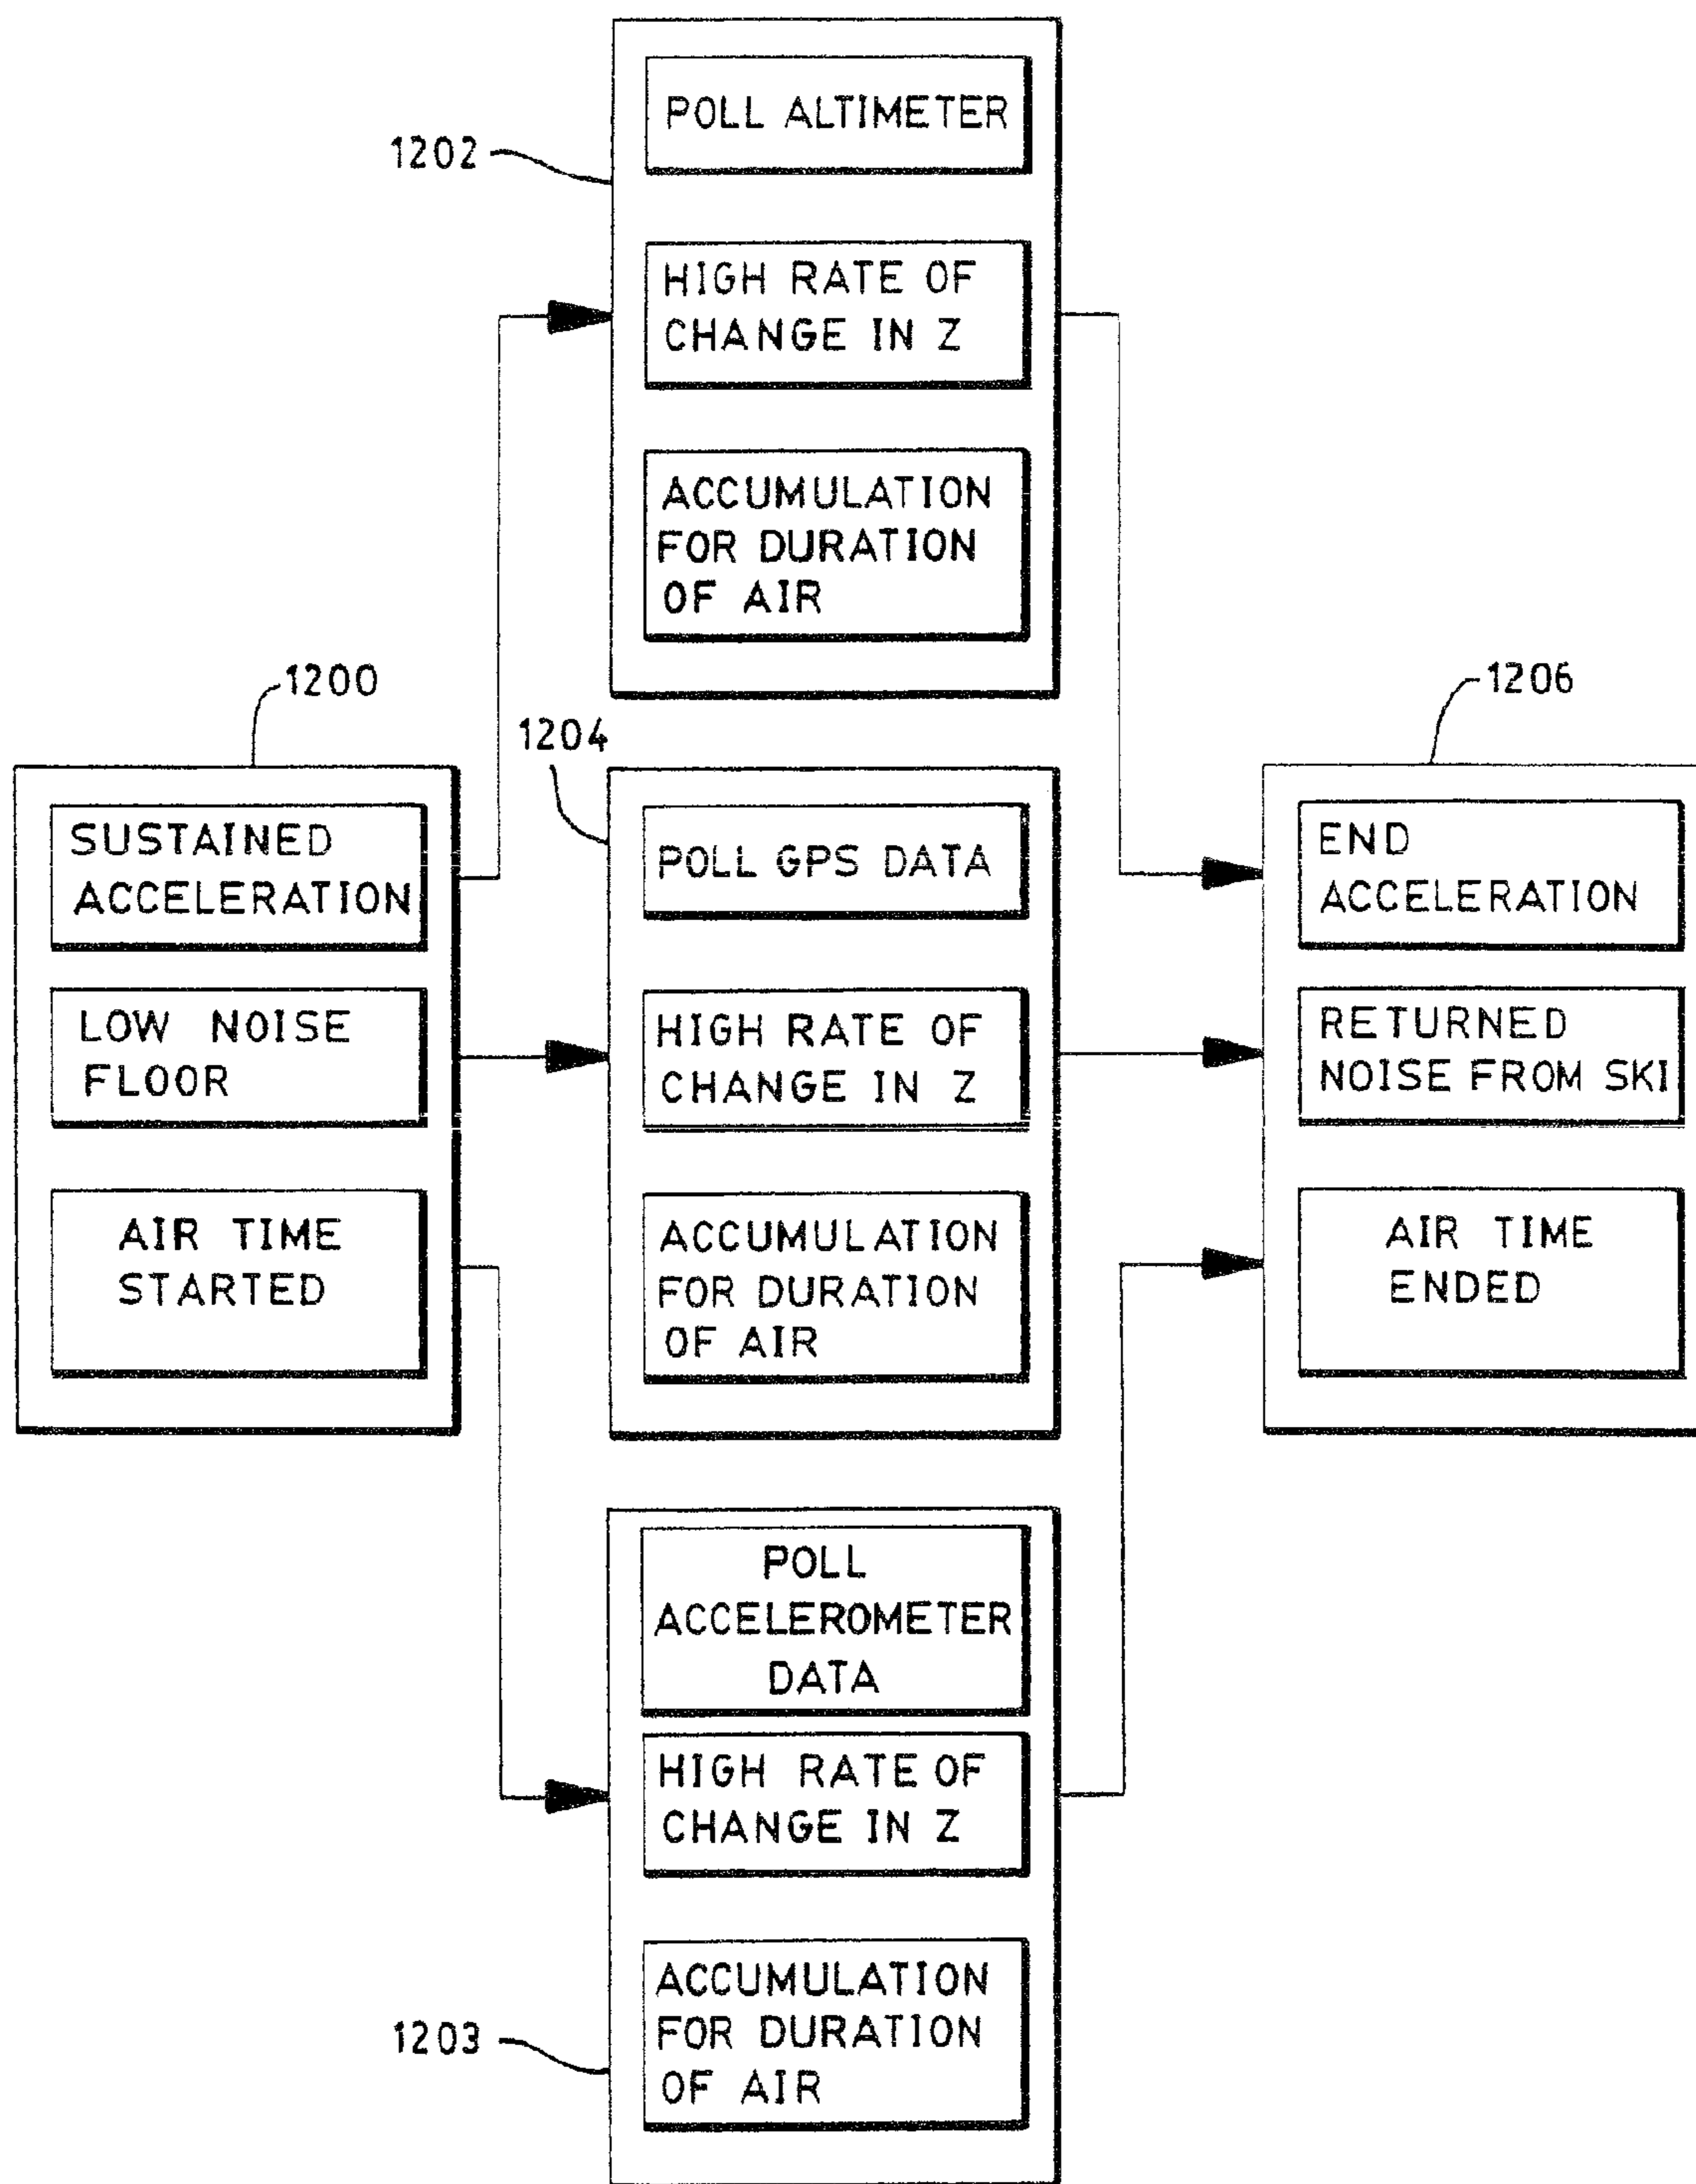 1202
POLL ALTIMETER
HIGH RATE OF
CHANGE IN Z
ACCUMULATION
FOR DURATION
OF AIR
1200
SUSTAINED
ACCELERATION
LOW NOISE
FLOOR
AIR TIME
STARTED
1204
POLL GPS DATA
HIGH RATE OF
CHANGE IN Z
ACCUMULATION
FOR DURATION
OF AIR
1206
END
ACCELERATION
RETURNED
NOISE FROM SKI
AIR TIME
ENDED
POLL
ACCELEROMETER
DATA
HIGH RATE OF
CHANGE IN Z
1203
ACCUMULATION
FOR DURATION
OF AIR